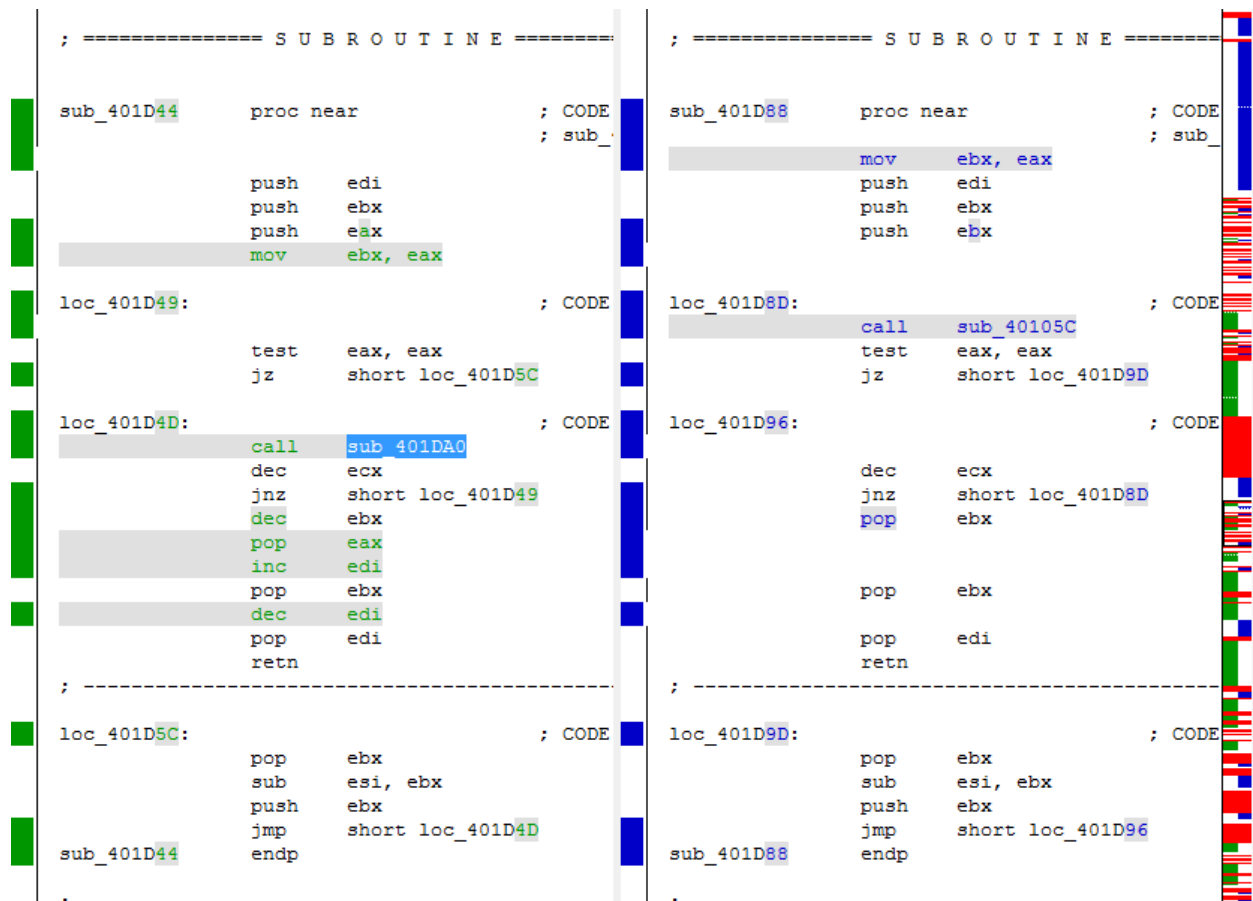 ; =============== S U B R O U T I N E =========
sub_401D44 proc near ; CODE
; sub_
push edi
push ebx
push eax
mov ebx, eax
loc_401D49: ; CODE
test eax, eax
jz short loc_401D5C
loc_401D4D: ; CODE
call sub_401DA0
dec ecx
jnz short loc_401D49
dec ebx
pop eax
inc edi
pop ebx
dec edi
pop edi
retn
; ---------------------------------------------
loc_401D5C: ; CODE
pop ebx
sub esi, ebx
push ebx
jmp short loc_401D4D
sub_401D44 endp
; =============== S U B R O U T I N E ========
sub_401D88 proc near ; CODE
; sub_
mov ebx, eax
push edi
push ebx
push ebx
loc_401D8D: ; CODE
call sub_40105C
test eax, eax
jz short loc_401D9D
loc_401D96: ; CODE
dec ecx
jnz short loc_401D8D
pop ebx
pop ebx
pop edi
retn
; --------------------------------------------
loc_401D9D: ; CODE
pop ebx
sub esi, ebx
push ebx
jmp short loc_401D96
sub_401D88 endp